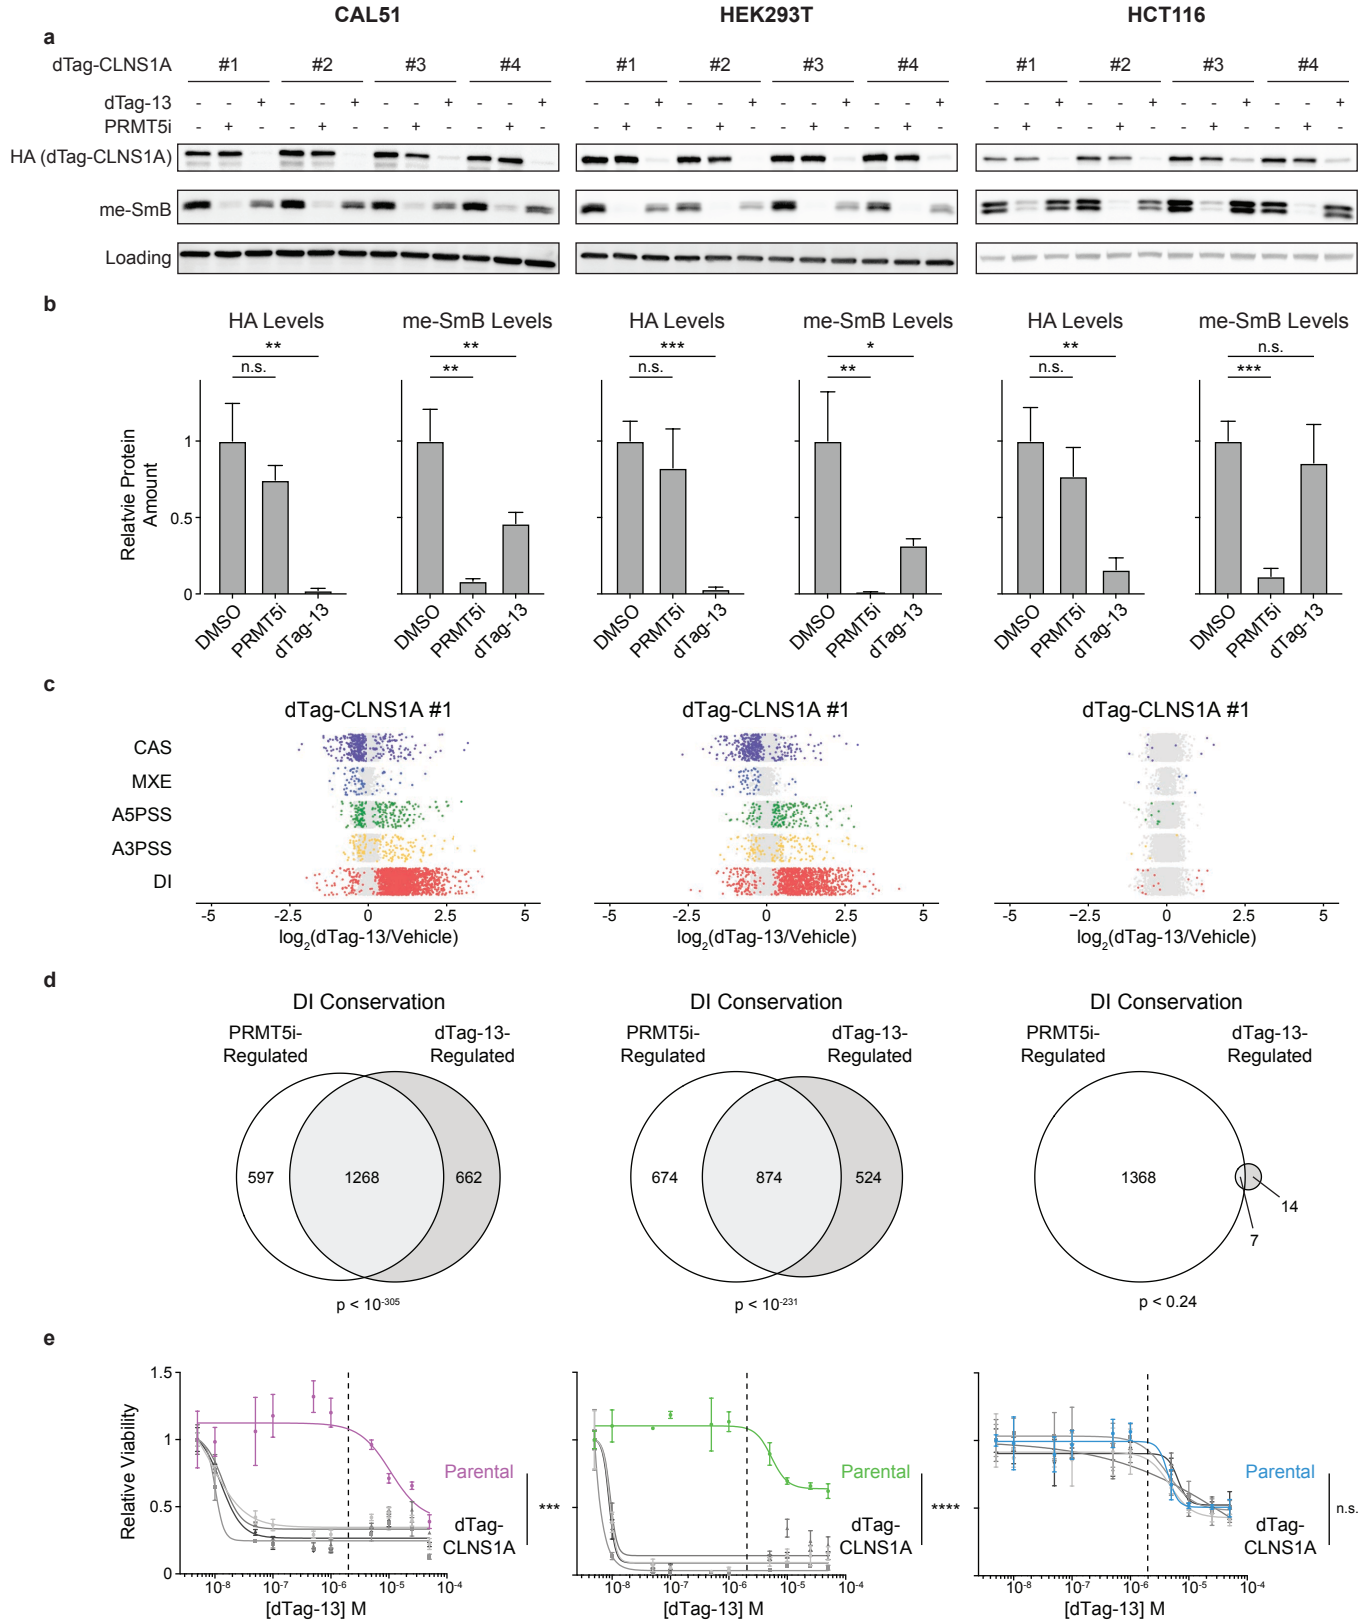 CAL51 HEK293T HCT116
a
dTag-CLNS1A #1 #2 #3 #4 #1 #2 #3 #4 #1 #2 #3 #4
dTag-13 - - + - - + - - + - - + - - + - - + - - + - - + - - + - - + - - + - - +
PRMT5i - + - - + - - + - - + - - + - - + - - + - - + - - + - - + - - + - - + -
HA (dTag-CLNS1A)
me-SmB
Loading
b
HA Levels me-SmB Levels HA Levels me-SmB Levels HA Levels me-SmB Levels
** ** *** * ** n.s.
n.s. ** n.s. ** n.s. ***
Relatvie Protein
Amount
1
0.5
0
DMSO PRMT5i dTag-13 DMSO PRMT5i dTag-13 DMSO PRMT5i dTag-13 DMSO PRMT5i dTag-13 DMSO PRMT5i dTag-13 DMSO PRMT5i dTag-13
c
dTag-CLNS1A #1 dTag-CLNS1A #1 dTag-CLNS1A #1
CAS
MXE
A5PSS
A3PSS
DI
-5 -2.5 0 2.5 5 -5 -2.5 0 2.5 5 -5 −2.5 0 2.5 5
log2(dTag-13/Vehicle) log2(dTag-13/Vehicle) log2(dTag-13/Vehicle)
d
DI Conservation DI Conservation DI Conservation
PRMT5i- dTag-13- PRMT5i- dTag-13- PRMT5i- dTag-13-
Regulated Regulated Regulated Regulated Regulated Regulated
597 1268 662 674 874 524 1368
14
7
p < 10-305 p < 10-231 p < 0.24
e
Relative Viability
1.5
1
0.5
0
Parental Parental Parental
*** **** n.s.
dTag- dTag- dTag-
CLNS1A CLNS1A CLNS1A
10-8 10-7 10-6 10-5 10-4 10-8 10-7 10-6 10-5 10-4 10-8 10-7 10-6 10-5 10-4
[dTag-13] M [dTag-13] M [dTag-13] M